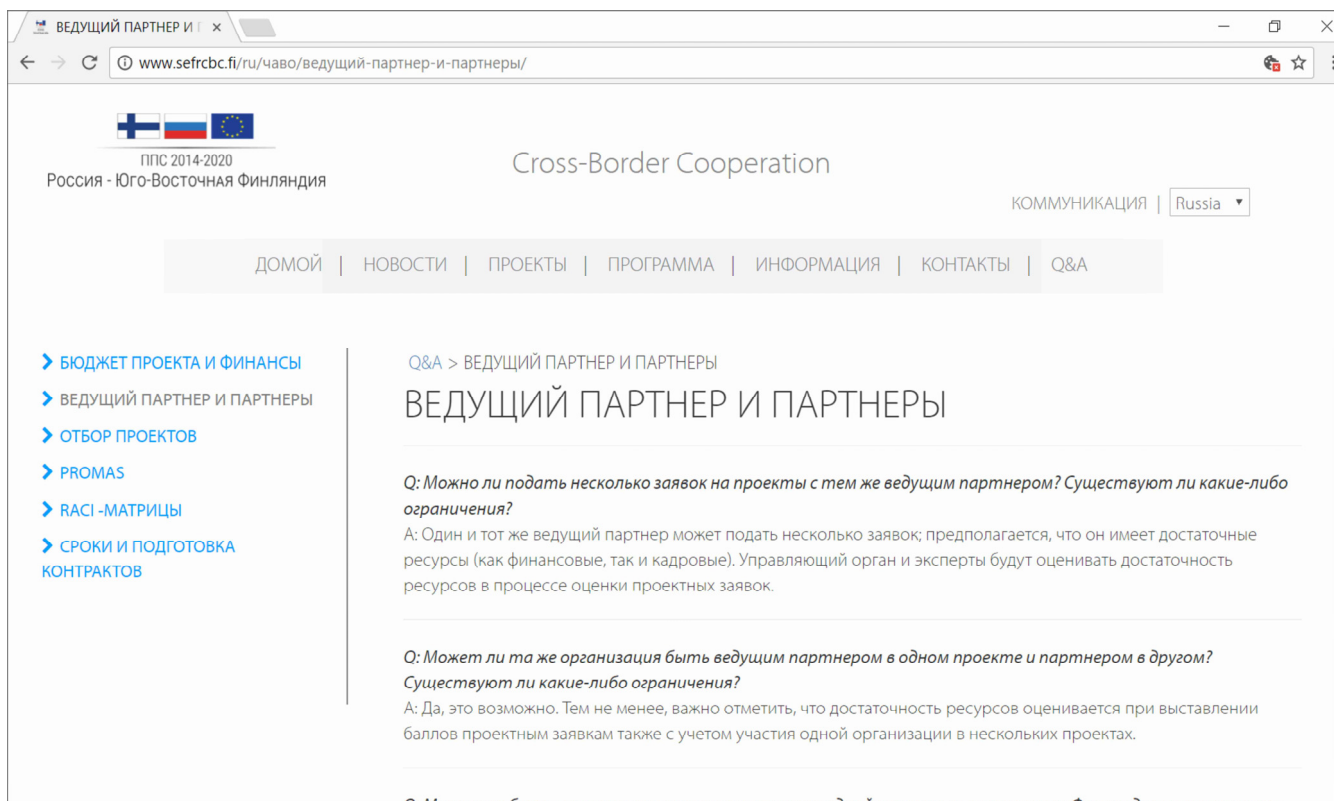 ВЕДУЩИЙ ПАРТНЕР И
www.sefrcbc.fi/ru/чаво/ведущий-партнер-и-партнеры/
ППС 2014-2020
Россия - Юго-Восточная Финляндия
Cross-Border Cooperation
КОММУНИКАЦИЯ | Russia
ДОМОЙ | НОВОСТИ | ПРОЕКТЫ | ПРОГРАММА | ИНФОРМАЦИЯ | КОНТАКТЫ | Q&A
БЮДЖЕТ ПРОЕКТА И ФИНАНСЫ
ВЕДУЩИЙ ПАРТНЕР И ПАРТНЕРЫ
ОТБОР ПРОЕКТОВ
PROMAS
RACI -МАТРИЦЫ
СРОКИ И ПОДГОТОВКА
КОНТРАКТОВ
Q&A > ВЕДУЩИЙ ПАРТНЕР И ПАРТНЕРЫ
ВЕДУЩИЙ ПАРТНЕР И ПАРТНЕРЫ
Q: Можно ли подать несколько заявок на проекты с тем же ведущим партнером? Существуют ли какие-либо
ограничения?
A: Один и тот же ведущий партнер может подать несколько заявок; предполагается, что он имеет достаточные
ресурсы (как финансовые, так и кадровые). Управляющий орган и эксперты будут оценивать достаточность
ресурсов в процессе оценки проектных заявок.
Q: Может ли та же организация быть ведущим партнером в одном проекте и партнером в другом?
Существуют ли какие-либо ограничения?
A: Да, это возможно. Тем не менее, важно отметить, что достаточность ресурсов оценивается при выставлении
баллов проектным заявкам также с учетом участия одной организации в нескольких проектах.